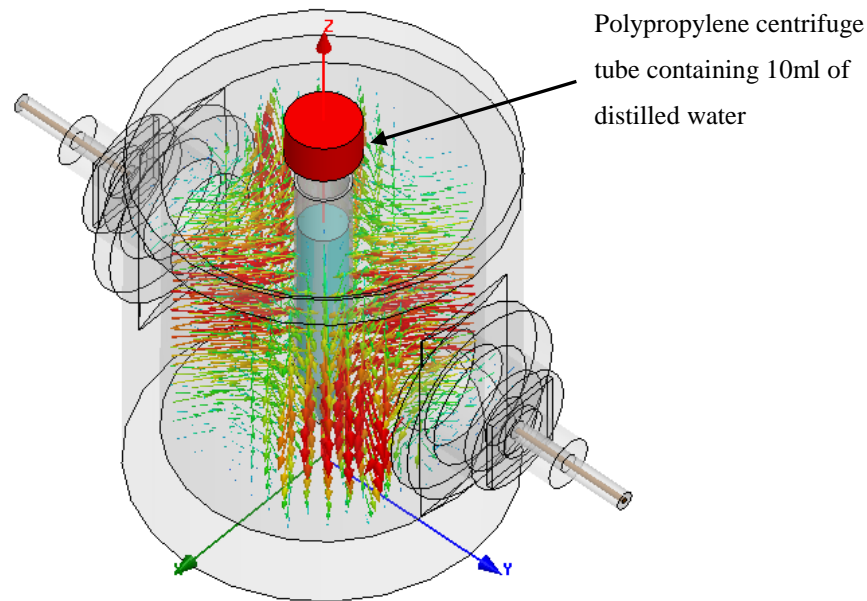 Polypropylene centrifuge
tube containing 10ml of
distilled water
Z
X
Y